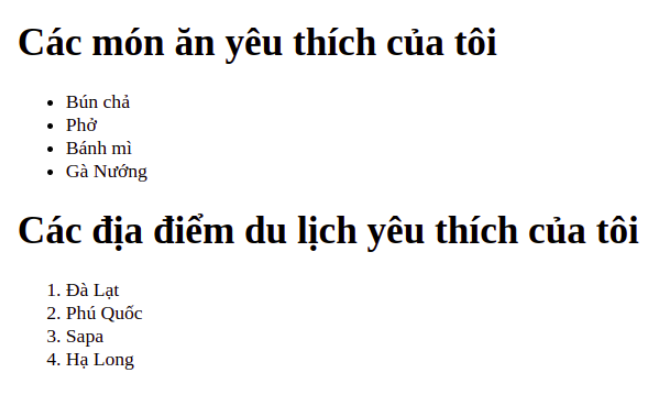 Các món ăn yêu thích của tôi
• Bún chả
• Phở
• Bánh mì
• Gà Nướng
Các địa điểm du lịch yêu thích của tôi
1. Đà Lạt
2. Phú Quốc
3. Sapa
4. Hạ Long